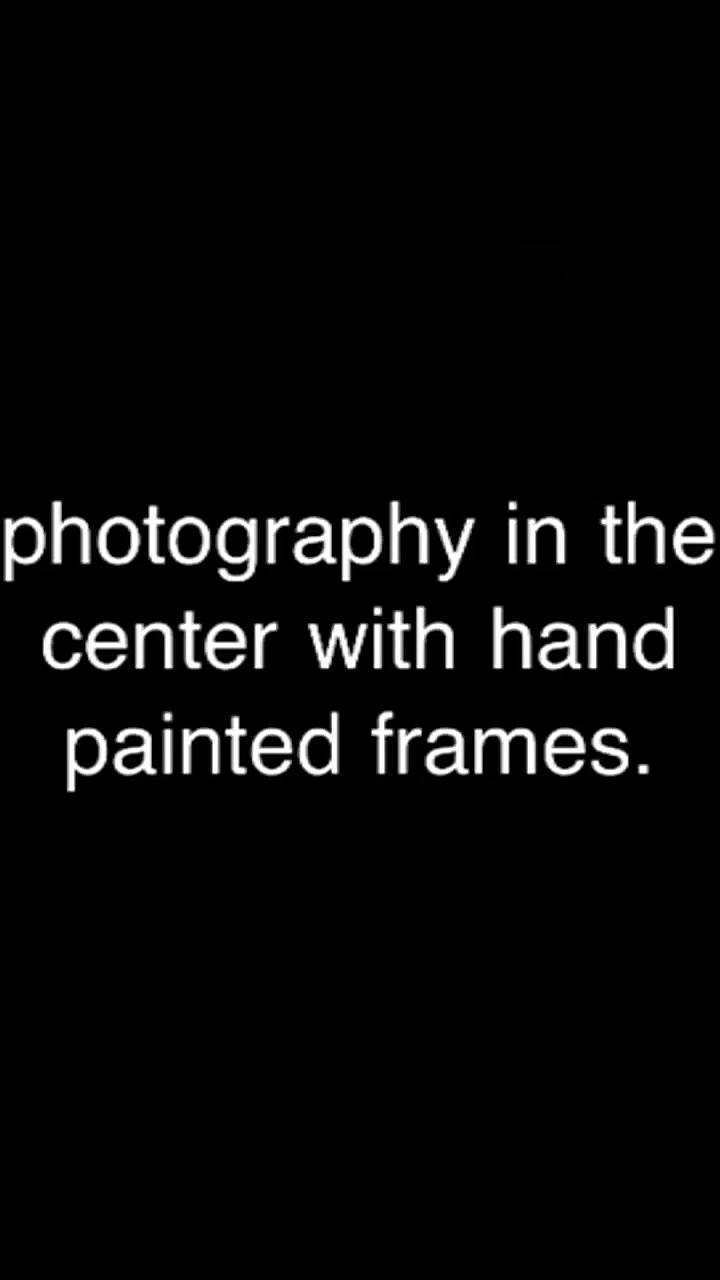 photography in the
center with hand
painted frames.